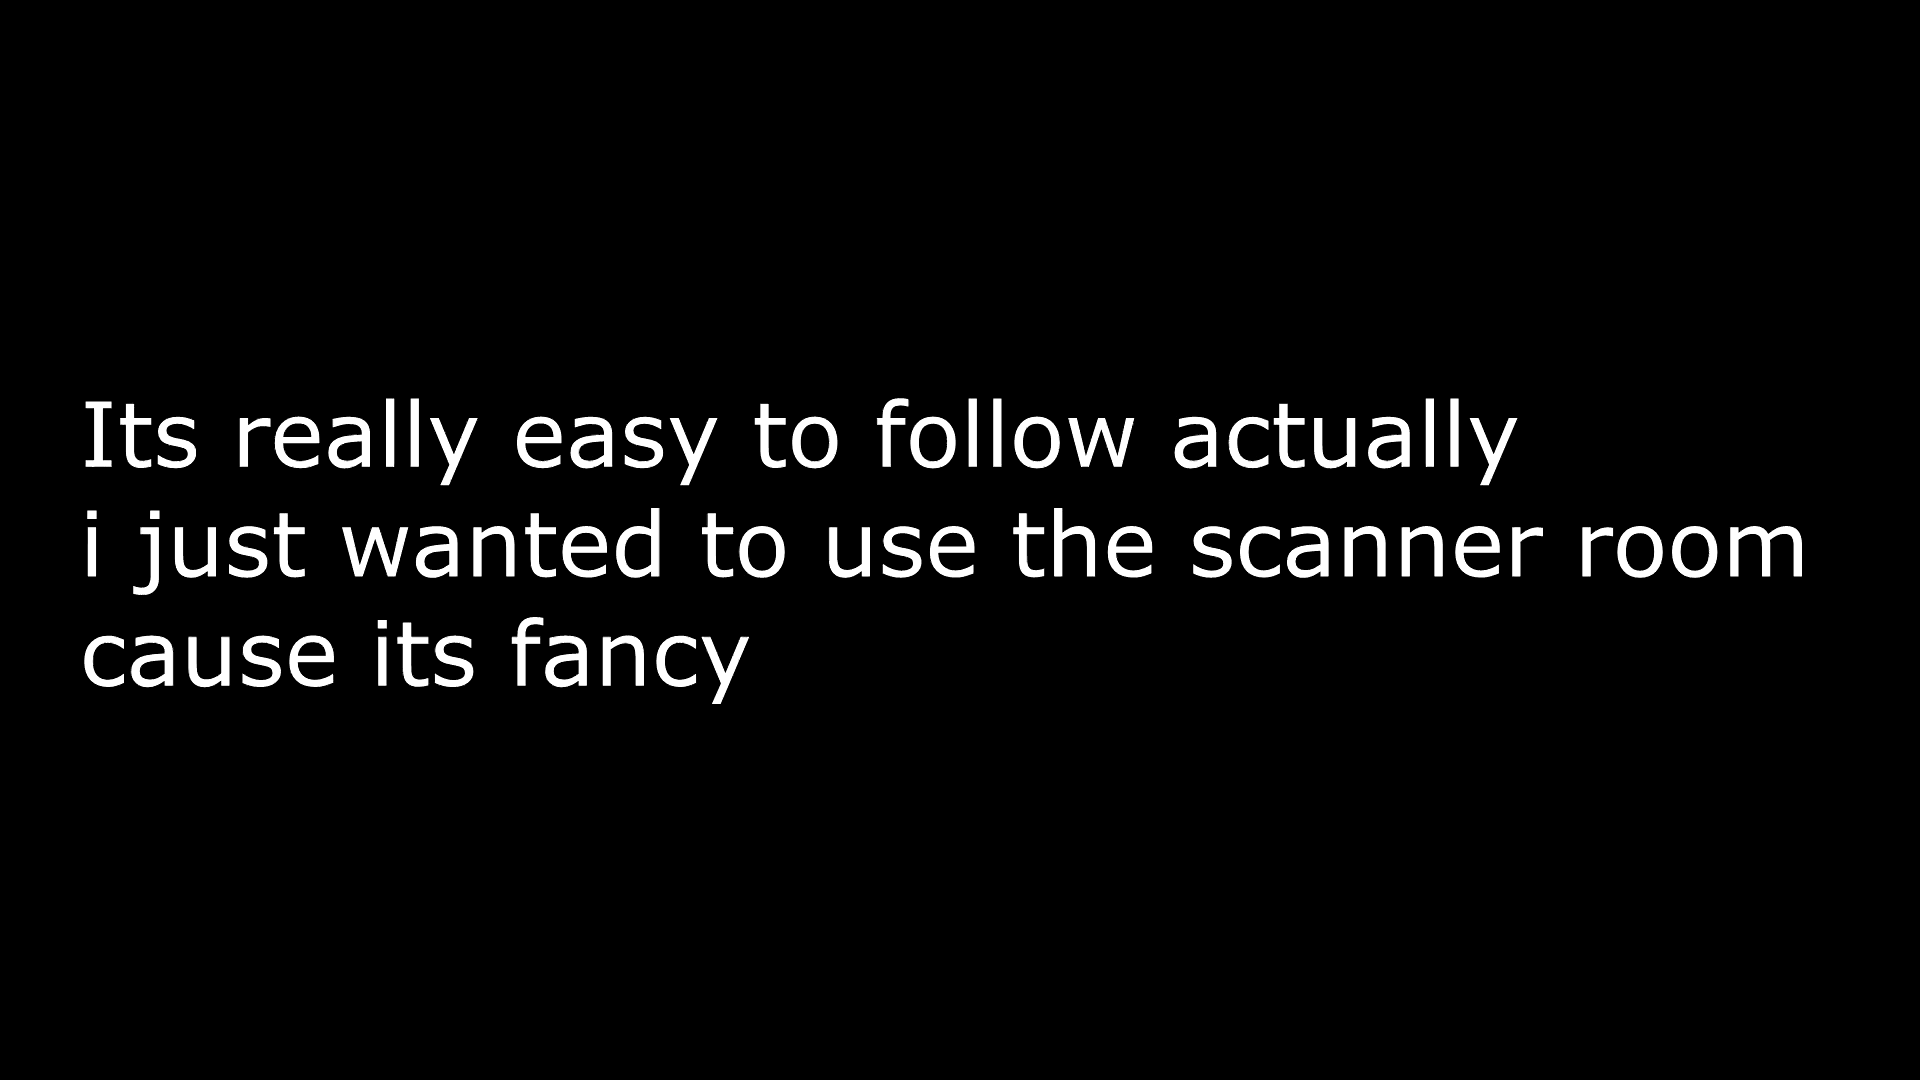 Its really easy to follow actually
i just wanted to use the scanner room
cause its fancy